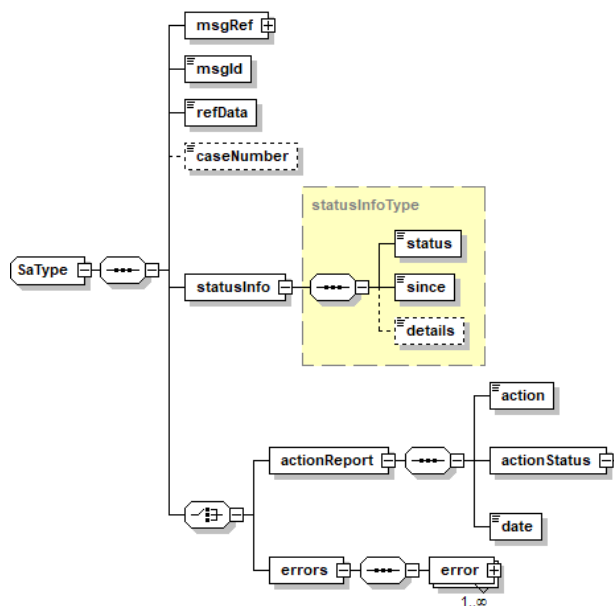 msgRef
msgId
refData
caseNumber
statusInfoType
status
SaType
statusInfo
since
details
action
actionReport
actionStatus
date
errors
error
1..∞